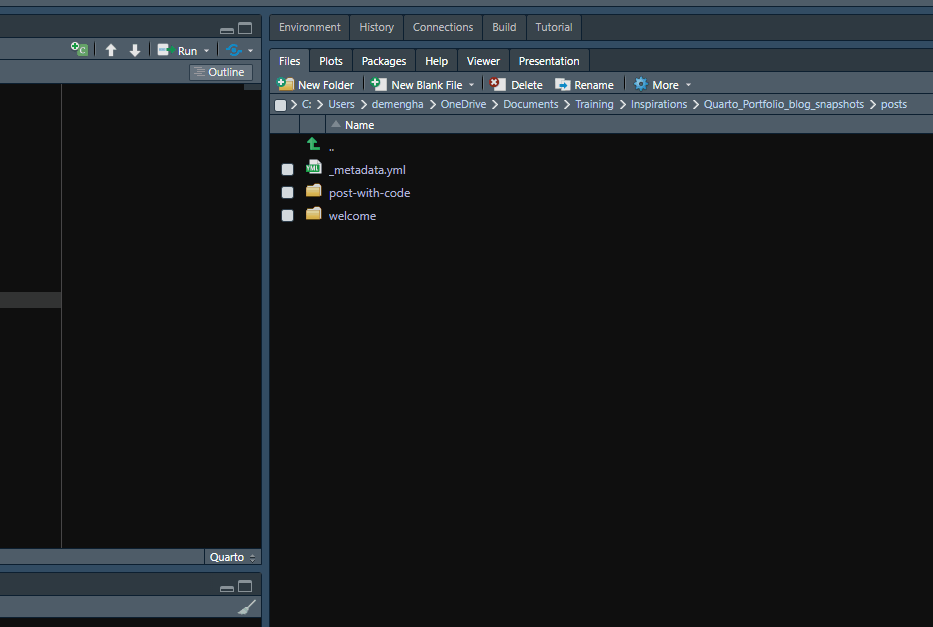 Environment History Connections Build Tutorial
Run
Outline
Files Plots Packages Help Viewer Presentation
New Folder New Blank File Delete Rename More
C: Users demengha OneDrive Documents Training Inspirations Quarto_Portfolio_blog_snapshots posts
Name
..
_metadata.yml
post-with-code
welcome
Quarto